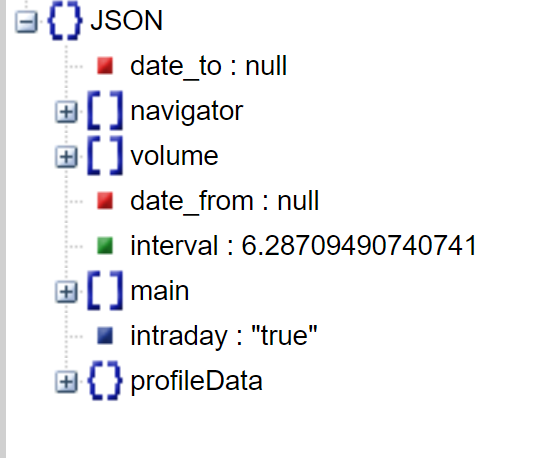 JSON
date_to : null
navigator
volume
date_from : null
interval : 6.28709490740741
main
intraday : "true"
profileData